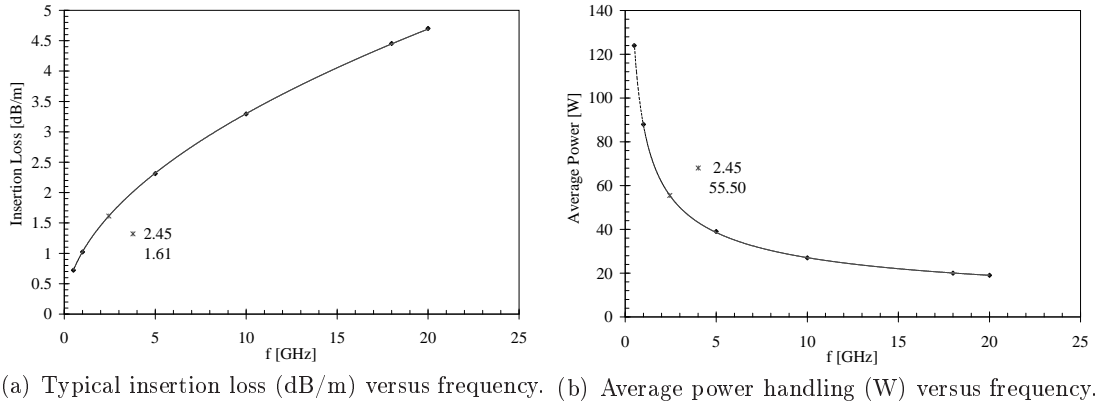 5
4.5
4
3.5
3
2.5
2
1.5
1
0.5
0
Insertion Loss [dB/m]
× 2.45
1.61
0 5 10 15 20 25
f [GHz]
140
120
100
80
60
40
20
0
Average Power [W]
× 2.45
55.50
0 5 10 15 20 25
f [GHz]
(a) Typical insertion loss (dB/m) versus frequency.
(b) Average power handling (W) versus frequency.